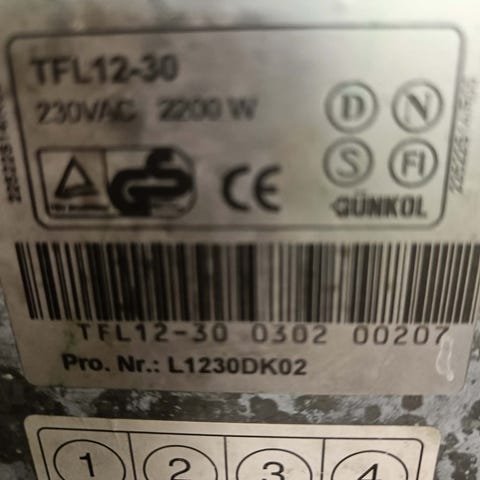 TFL12-30
230VAC 2200 W
D N
S FI
CE
GÜNKOL
TFL12-30 0302 00207
Pro. Nr.: L1230DK02
1 2 3 4